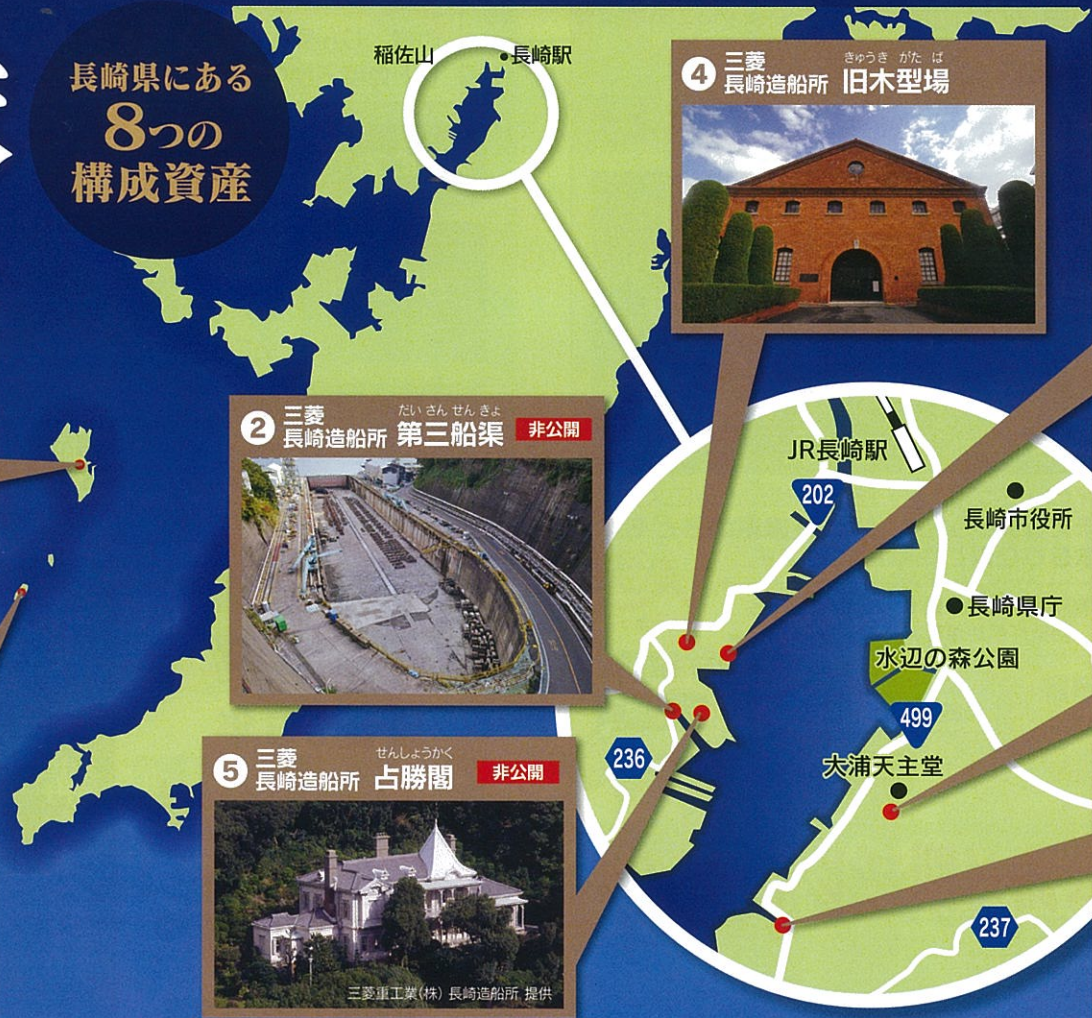 長崎県にある
8つの
構成資産
稲佐山
長崎駅
4 三菱
長崎造船所 旧木型場
きゅうき がた ば
2 三菱
長崎造船所 第三船渠 非公開
だい さん せん きょ
5 三菱
長崎造船所 占勝閣 非公開
せんしょうかく
三菱重工業(株) 長崎造船所 提供
JR長崎駅
202
長崎市役所
長崎県庁
水辺の森公園
499
236
大浦天主堂
237